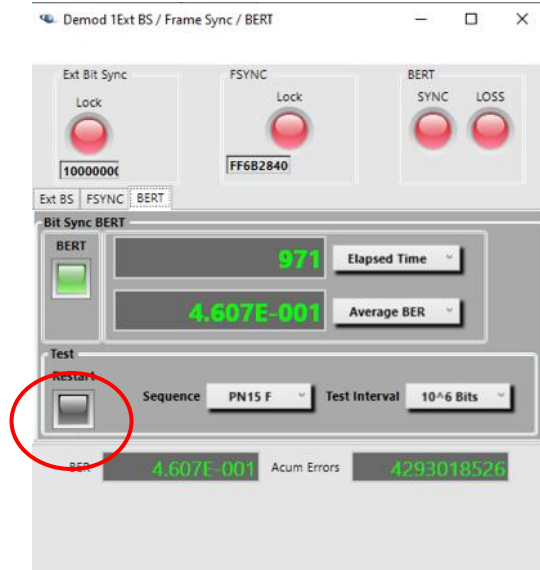 Demod 1Ext BS / Frame Sync / BERT
Ext Bit Sync FSYNC BERT
Lock Lock SYNC LOSS
1000000( FF6B2840
Ext BS FSYNC BERT
Bit Sync BERT
BERT
971 Elapsed Time
4.607E-001 Average BER
Test
Restart
Sequence PN15 F Test Interval 10^6 Bits
BER 4.607E-001 Acum Errors 4293018526